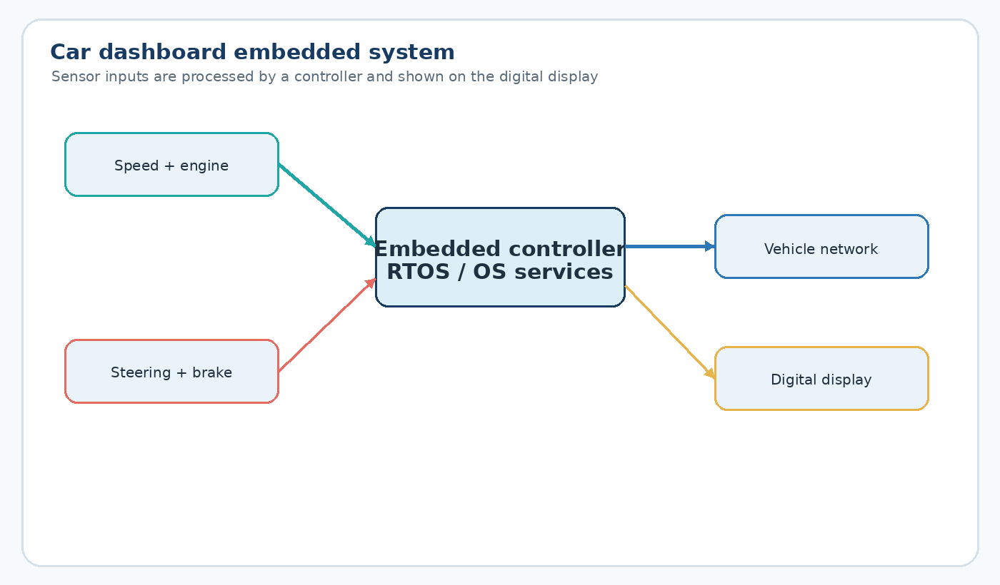 Car dashboard embedded system
Sensor inputs are processed by a controller and shown on the digital display
Speed + engine
Embedded controller
RTOS / OS services
Vehicle network
Steering + brake
Digital display